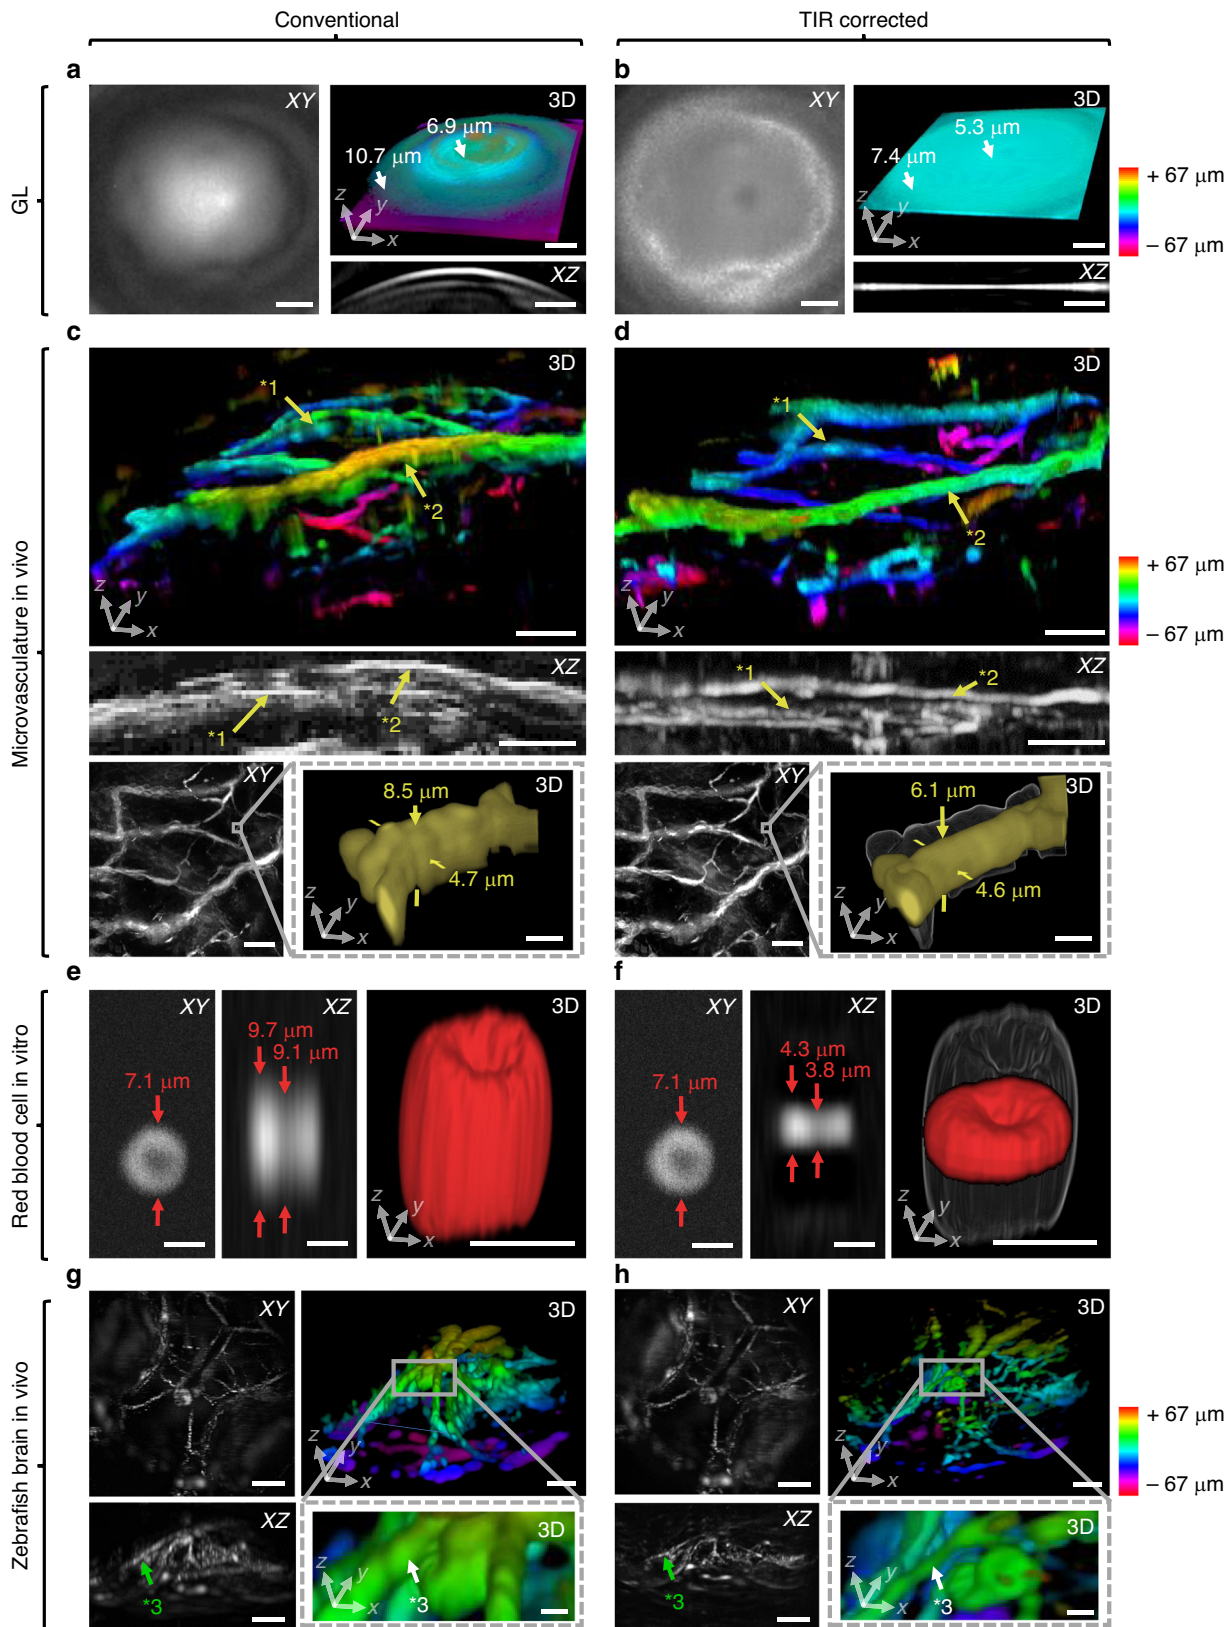 Conventional
TIR corrected
GL
a
XY
3D
6.9 µm
10.7 µm
z
y
x
XZ
b
XY
3D
5.3 µm
7.4 µm
z
y
x
XZ
+ 67 µm
– 67 µm
Microvasculature in vivo
c
3D
*1
*2
z
y
x
XZ
*1
*2
XY
3D
8.5 µm
4.7 µm
z
y
x
d
3D
*1
*2
z
y
x
+ 67 µm
– 67 µm
XZ
*1
*2
XY
3D
6.1 µm
4.6 µm
z
y
x
Red blood cell in vitro
e
XY
7.1 µm
XZ
9.7 µm
9.1 µm
3D
z
y
x
f
XY
7.1 µm
XZ
4.3 µm
3.8 µm
3D
z
y
x
Zebrafish brain in vivo
g
XY
3D
z
y
x
XZ
*3
3D
*3
z
y
x
h
XY
3D
z
y
x
+ 67 µm
– 67 µm
XZ
*3
3D
*3
z
y
x